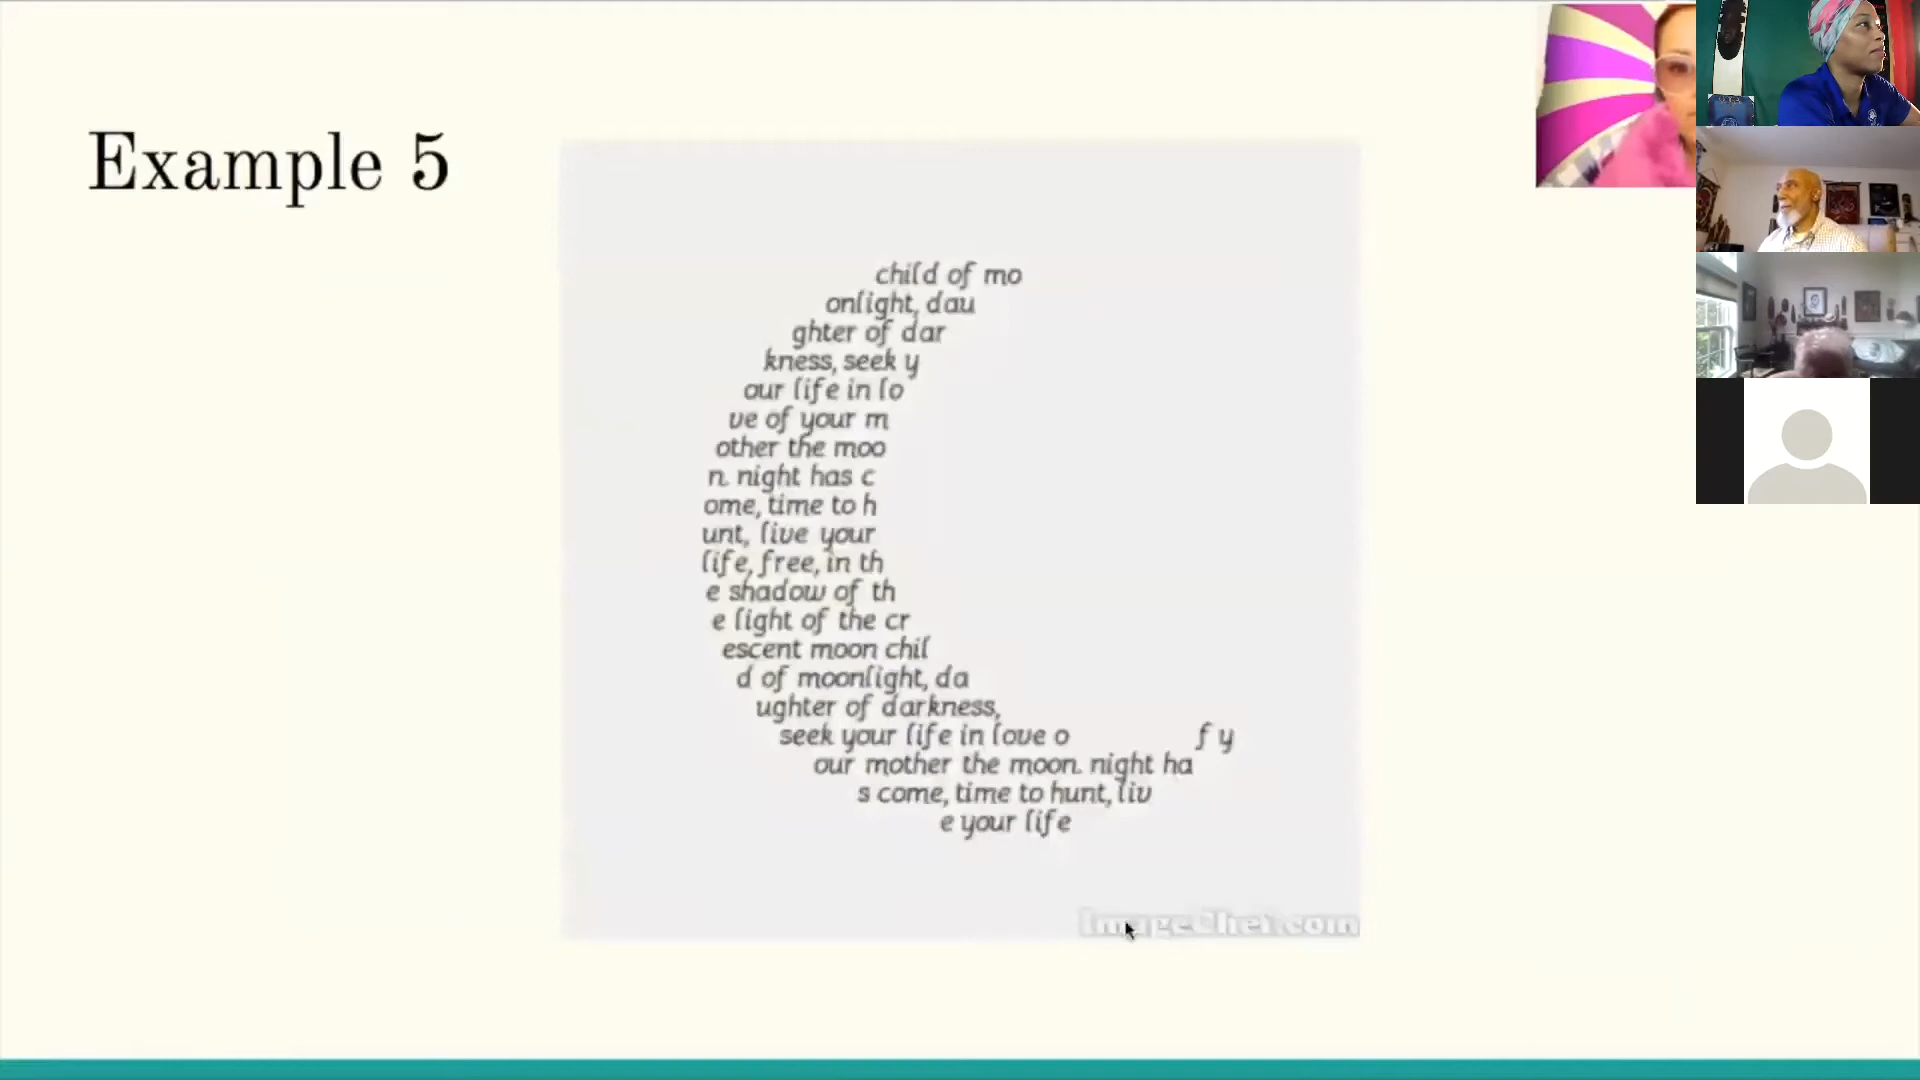 Example 5
child of mo
onlight, dau
ghter of dar
kness, seek y
our life in lo
ve of your m
other the moo
n. night has c
ome, time to h
unt, live your
life, free, in th
e shadow of th
e light of the cr
escent moon chil
d of moonlight, da
ughter of darkness,
seek your life in love o f y
our mother the moon. night ha
s come, time to hunt, liv
e your life
ImageChef.com